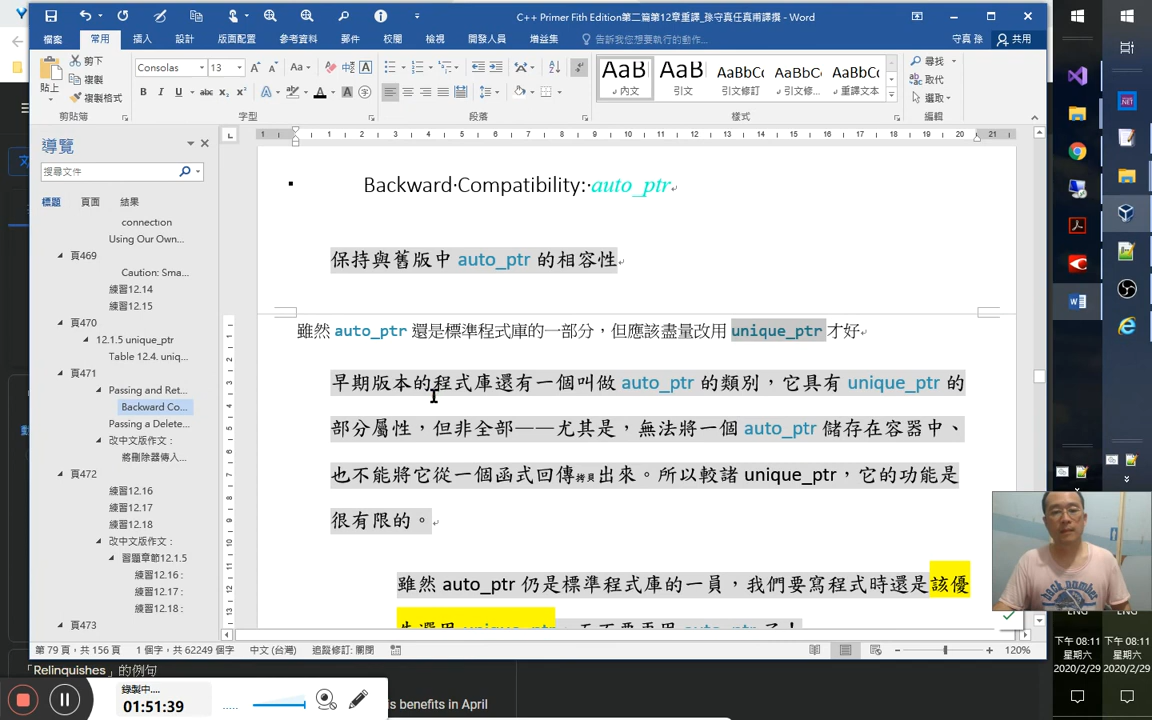 C++ Primer Fith Edition第二篇第12章重譯_孫守真任真甫譯撰 - Word
檔案 常用 插入 設計 版面配置 參考資料 郵件 校閱 檢視 開發人員 增益集 告訴我您想要執行的動作... 守真 孫 共用
貼上 剪下 複製 複製格式
Consolas 13
AaBbC AaBbC AaBbCc AaBbCc AaBbCc
內文 引文 引文修訂 引文修... 重譯文本
尋找 取代 選取
剪貼簿 字型 段落 樣式 編輯
導覽
搜尋文件
標題 頁面 結果
connection
Using Our Own...
頁469
Caution: Sma...
練習12.14
練習12.15
頁470
12.1.5 unique_ptr
Table 12.4. uniq...
頁471
Passing and Ret...
Backward Co...
Passing a Delete...
改中文版作文：
將刪除器傳入...
頁472
練習12.16
練習12.17
練習12.18
改中文版作文：
習題章節12.1.5
練習12.16：
練習12.17：
練習12.18：
頁473
Backward Compatibility: auto_ptr
保持與舊版中 auto_ptr 的相容性
雖然 auto_ptr 還是標準程式庫的一部分，但應該盡量改用 unique_ptr 才好
早期版本的程式庫還有一個叫做 auto_ptr 的類別，它具有 unique_ptr 的
部分屬性，但非全部——尤其是，無法將一個 auto_ptr 儲存在容器中、
也不能將它從一個函式回傳拷貝出來。所以較諸 unique_ptr，它的功能是
很有限的。
雖然 auto_ptr 仍是標準程式庫的一員，我們要寫程式時還是該優
先選用 unique_ptr
第 79 頁，共 156 頁 1 個字，共 62249 個字 中文 (台灣) 追蹤修訂: 關閉 120%
「Relinquishes」的例句
錄製中...
01:51:39
is benefits in April
下午 08:11 下午 08:11
星期六 星期六
2020/2/29 2020/2/29